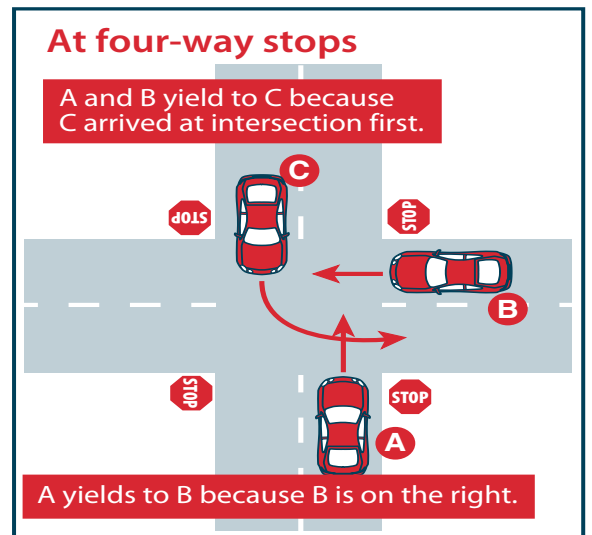 At four-way stops
A and B yield to C because
C arrived at intersection first.
C
STOP
STOP
B
STOP
STOP
A
A yields to B because B is on the right.